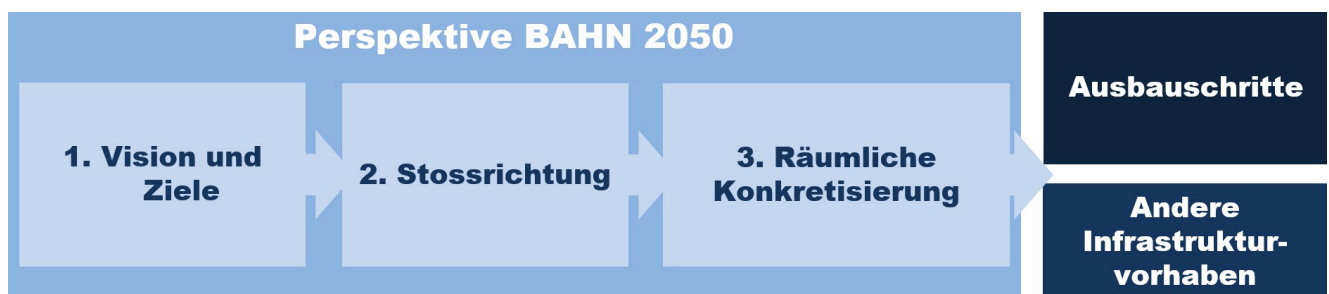 Perspektive BAHN 2050
1. Vision und
Ziele
2. Stossrichtung
3. Räumliche
Konkretisierung
Ausbauschritte
Andere
Infrastruktur-
vorhaben